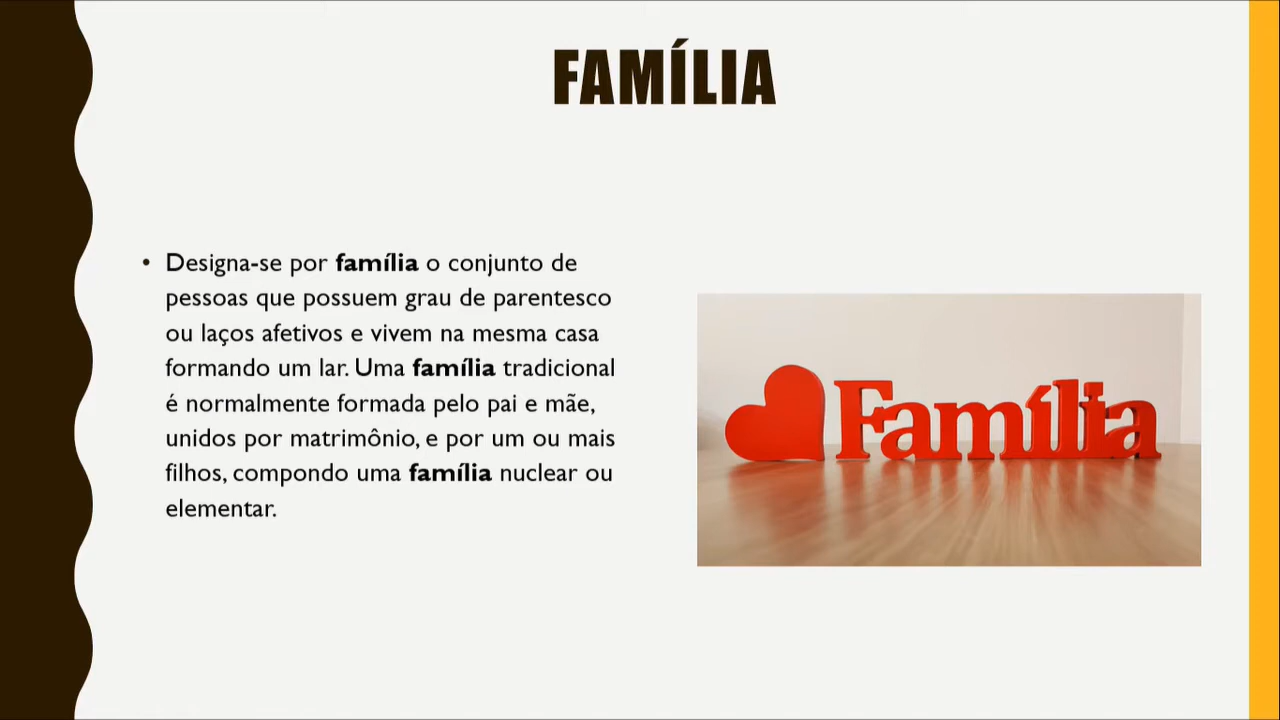 FAMÍLIA
• Designa-se por família o conjunto de
pessoas que possuem grau de parentesco
ou laços afetivos e vivem na mesma casa
formando um lar. Uma família tradicional
é normalmente formada pelo pai e mãe,
unidos por matrimônio, e por um ou mais
filhos, compondo uma família nuclear ou
elementar.
Família